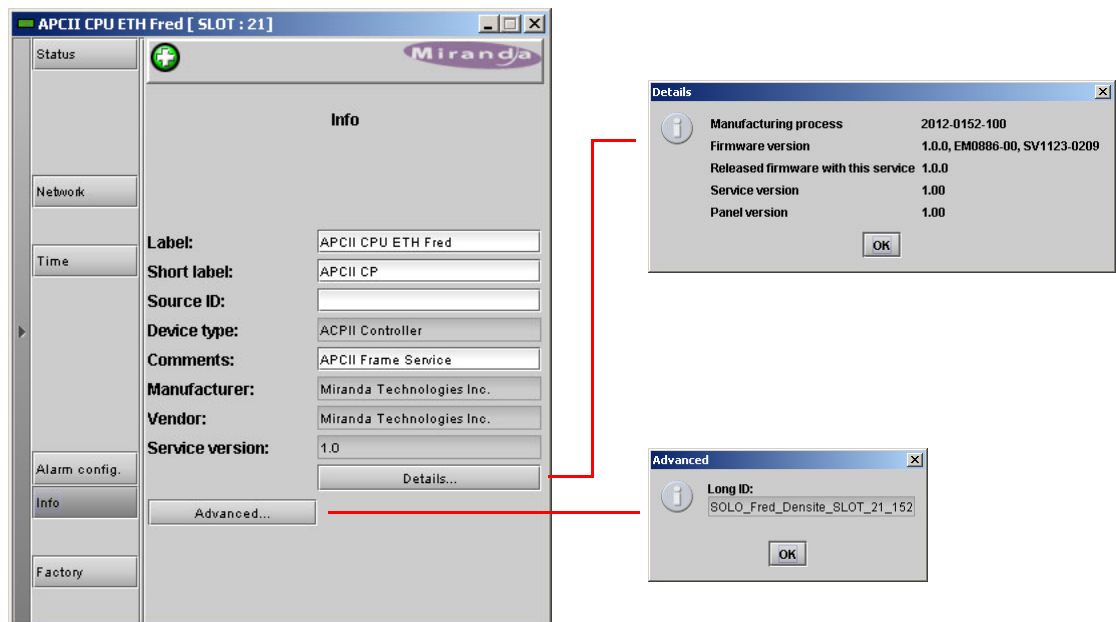 APCII CPU ETH Fred [ SLOT : 21]
Status
Miranda
Info
Network
Time
Label: APCII CPU ETH Fred
Short label: APCII CP
Source ID:
Device type: ACPII Controller
Comments: APCII Frame Service
Manufacturer: Miranda Technologies Inc.
Vendor: Miranda Technologies Inc.
Service version: 1.0
Details...
Alarm config.
Info
Advanced...
Factory
Details
Manufacturing process 2012-0152-100
Firmware version 1.0.0, EM0886-00, SV1123-0209
Released firmware with this service 1.0.0
Service version 1.00
Panel version 1.00
OK
Advanced
Long ID:
SOLO_Fred_Densite_SLOT_21_152
OK